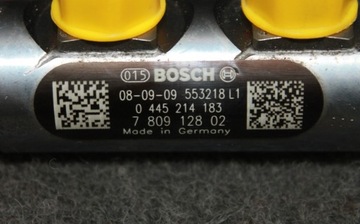 015 BOSCH
08-09-09 553218 L1
0 445 214 183
7 809 128 02
Made in Germany